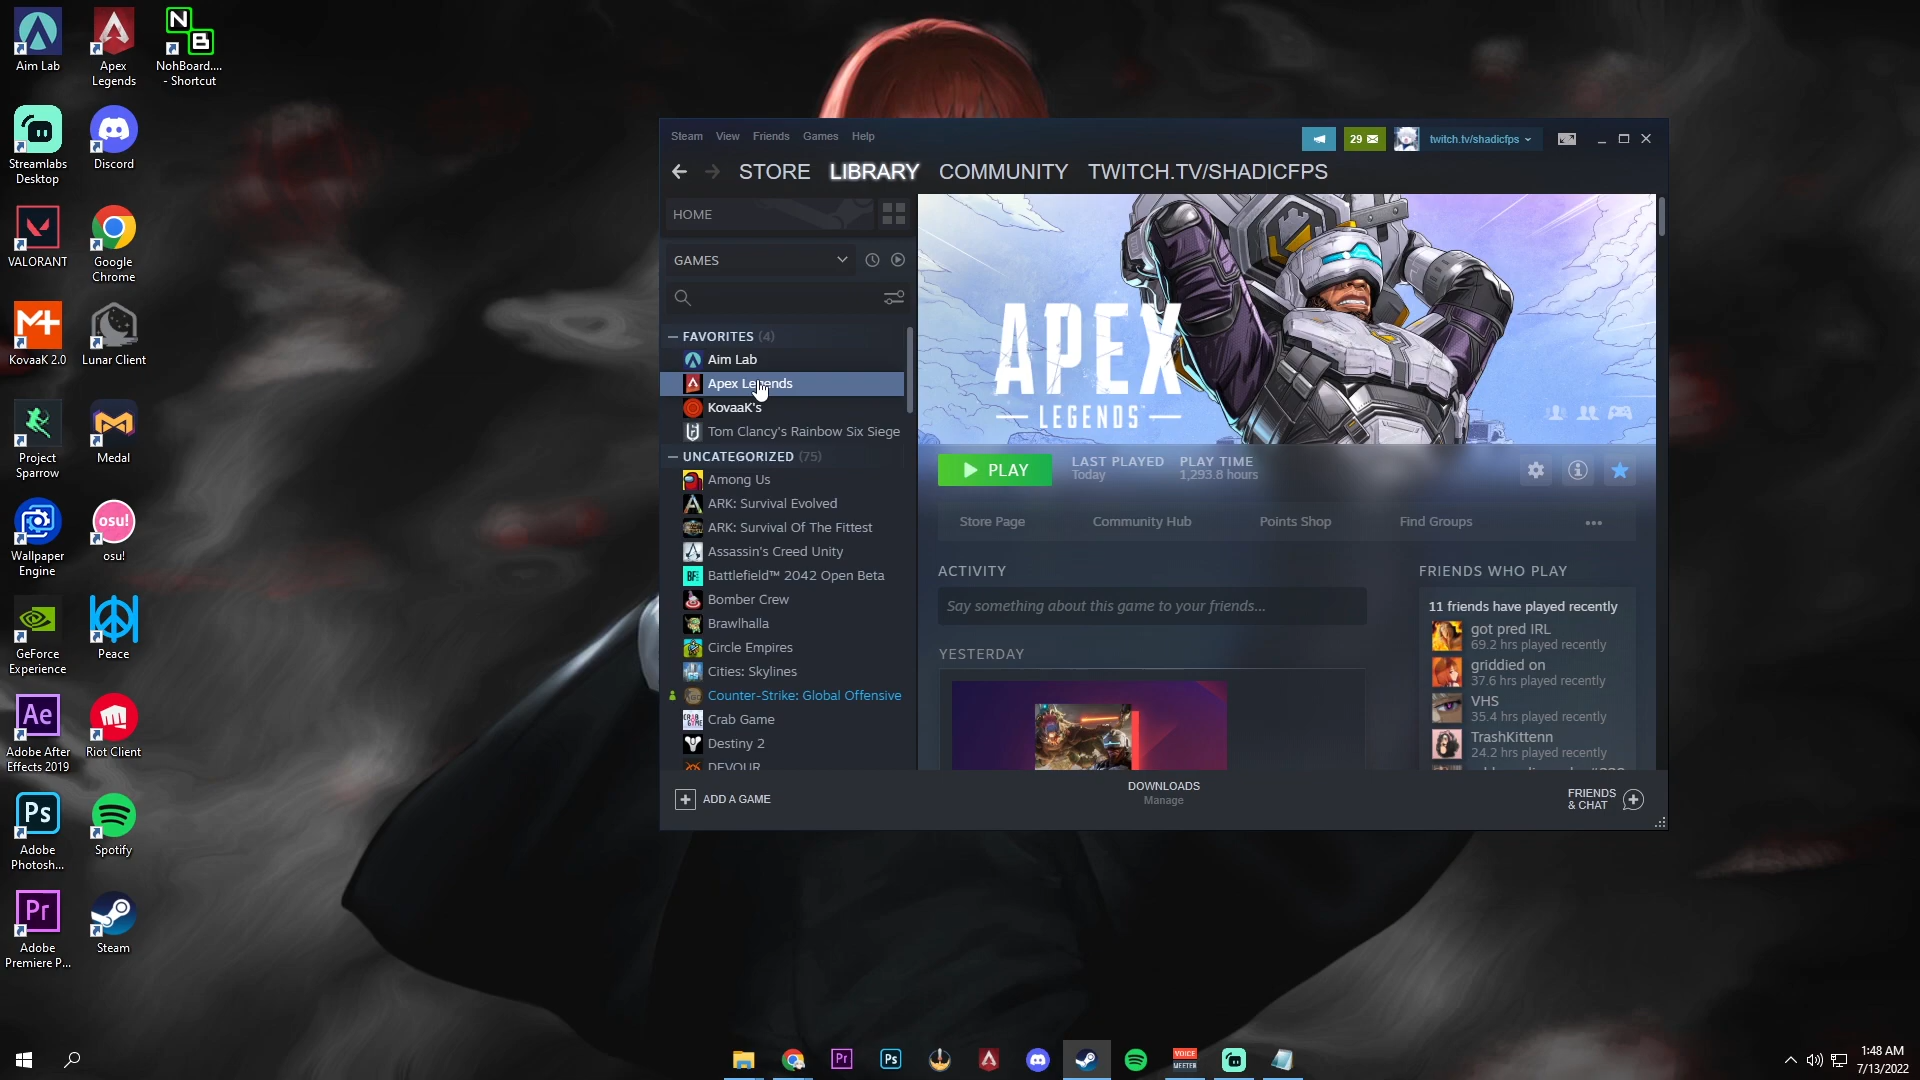 Aim Lab
Apex
Legends
NohBoard....
- Shortcut
Streamlabs
Desktop
Discord
VALORANT
Google
Chrome
KovaaK 2.0
Lunar Client
Project
Sparrow
Medal
Wallpaper
Engine
osu!
osu!
GeForce
Experience
Peace
Ae
Adobe After
Effects 2019
Riot Client
Ps
Adobe
Photosh...
Spotify
Pr
Adobe
Premiere P...
Steam
Steam View Friends Games Help
29
twitch.tv/shadicfps
STORE LIBRARY COMMUNITY TWITCH.TV/SHADICFPS
HOME
GAMES
FAVORITES (4)
Aim Lab
Apex Legends
KovaaK's
Tom Clancy's Rainbow Six Siege
UNCATEGORIZED (75)
Among Us
ARK: Survival Evolved
ARK: Survival Of The Fittest
Assassin's Creed Unity
Battlefield™ 2042 Open Beta
Bomber Crew
Brawlhalla
Circle Empires
Cities: Skylines
Counter-Strike: Global Offensive
Crab Game
Destiny 2
DEVOUR
ADD A GAME
APEX
LEGENDS
PLAY
LAST PLAYED
Today
PLAY TIME
1,293.8 hours
Store Page Community Hub Points Shop Find Groups
ACTIVITY
Say something about this game to your friends...
YESTERDAY
FRIENDS WHO PLAY
11 friends have played recently
got pred IRL
69.2 hrs played recently
griddied on
37.6 hrs played recently
VHS
35.4 hrs played recently
TrashKittenn
24.2 hrs played recently
DOWNLOADS
Manage
FRIENDS
& CHAT
Pr
Ps
VOICE
MEETER
1:48 AM
7/13/2022